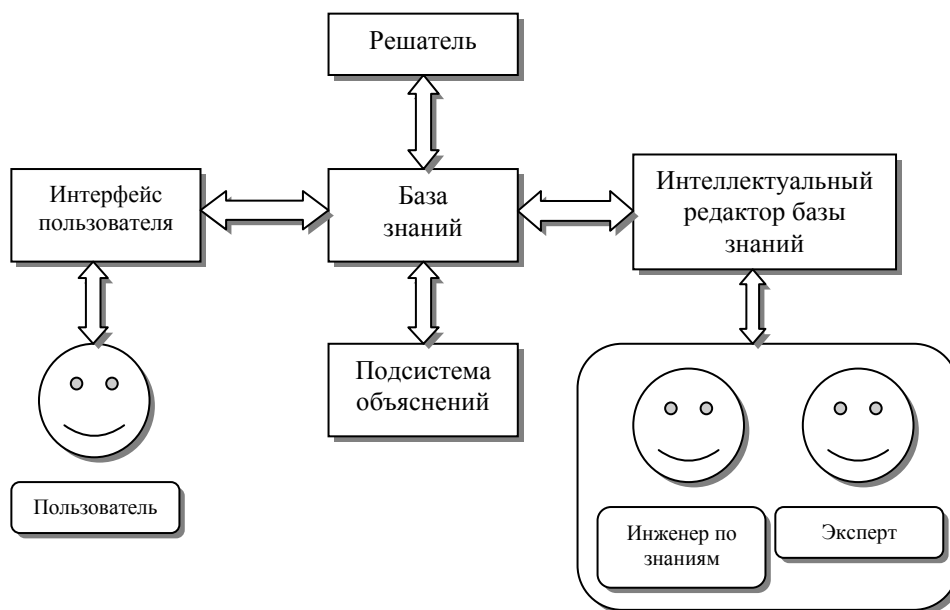 Решатель
Интерфейс
пользователя
База
знаний
Интеллектуальный
редактор базы
знаний
Подсистема
объяснений
Пользователь
Инженер по
знаниям
Эксперт